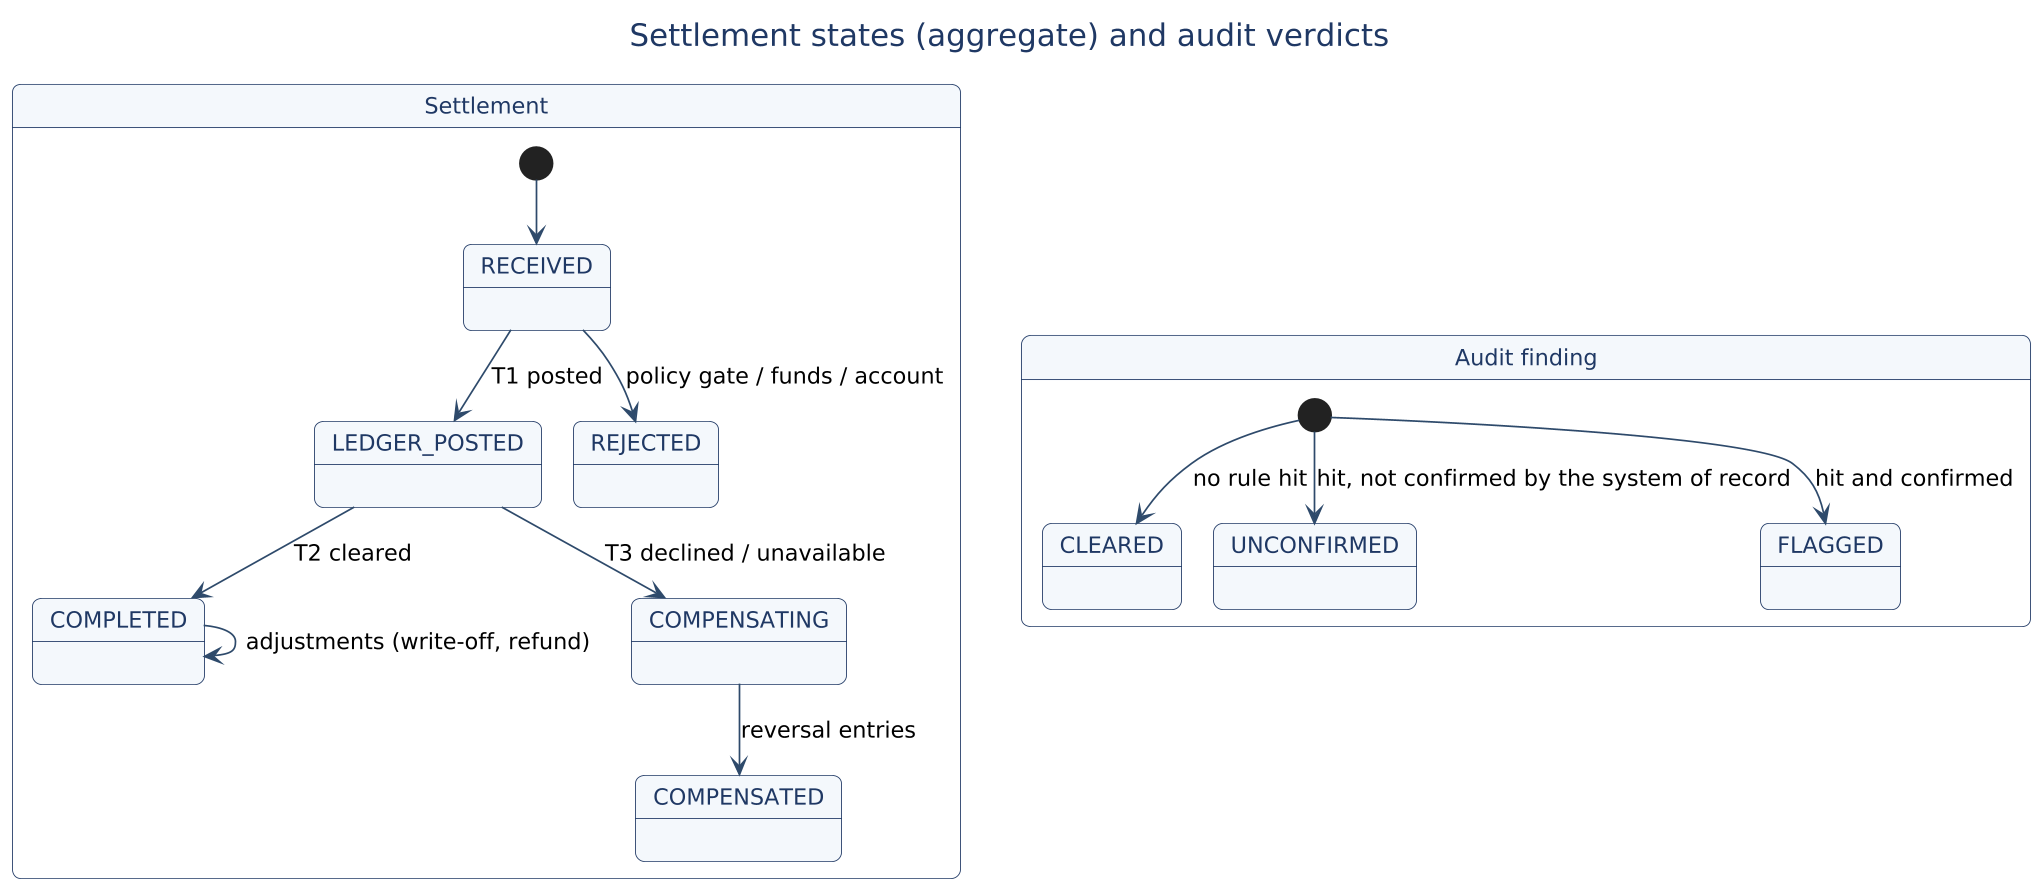 Settlement states (aggregate) and audit verdicts
Settlement
RECEIVED
T1 posted
policy gate / funds / account
LEDGER_POSTED
REJECTED
T2 cleared
T3 declined / unavailable
COMPLETED
adjustments (write-off, refund)
COMPENSATING
reversal entries
COMPENSATED
Audit finding
no rule hit
hit, not confirmed by the system of record
hit and confirmed
CLEARED
UNCONFIRMED
FLAGGED